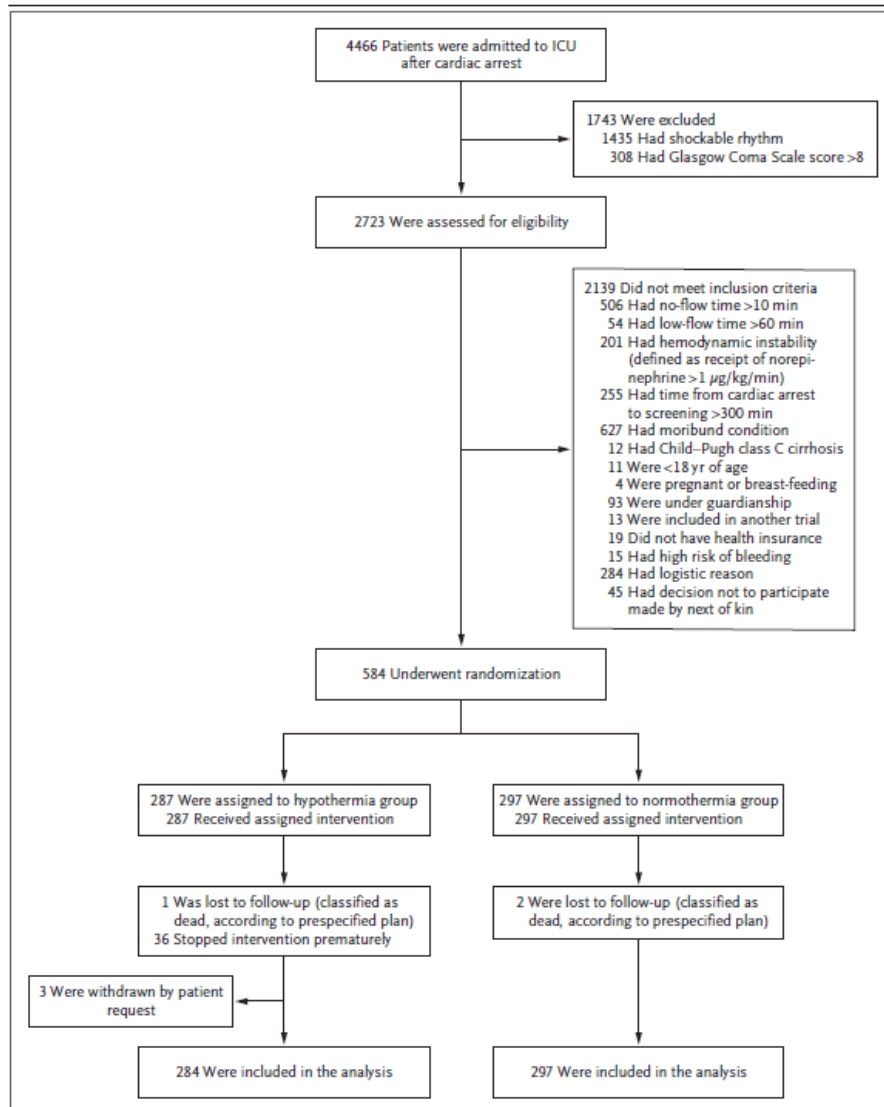 4466 Patients were admitted to ICU
after cardiac arrest
1743 Were excluded
1435 Had shockable rhythm
308 Had Glasgow Coma Scale score >8
2723 Were assessed for eligibility
2139 Did not meet inclusion criteria
506 Had no-flow time >10 min
54 Had low-flow time >60 min
201 Had hemodynamic instability
(defined as receipt of norepi-
nephrine >1 µg/kg/min)
255 Had time from cardiac arrest
to screening >300 min
627 Had moribund condition
12 Had Child–Pugh class C cirrhosis
11 Were <18 yr of age
4 Were pregnant or breast-feeding
93 Were under guardianship
13 Were included in another trial
19 Did not have health insurance
15 Had high risk of bleeding
284 Had logistic reason
45 Had decision not to participate
made by next of kin
584 Underwent randomization
287 Were assigned to hypothermia group
287 Received assigned intervention
297 Were assigned to normothermia group
297 Received assigned intervention
1 Was lost to follow-up (classified as
dead, according to prespecified plan)
36 Stopped intervention prematurely
2 Were lost to follow-up (classified as
dead, according to prespecified plan)
3 Were withdrawn by patient
request
284 Were included in the analysis
297 Were included in the analysis